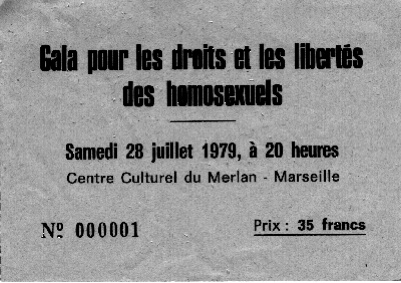 Gala pour les droits et les libertés
des homosexuels
Samedi 28 juillet 1979, à 20 heures
Centre Culturel du Merlan - Marseille
Nº 000001
Prix : 35 francs